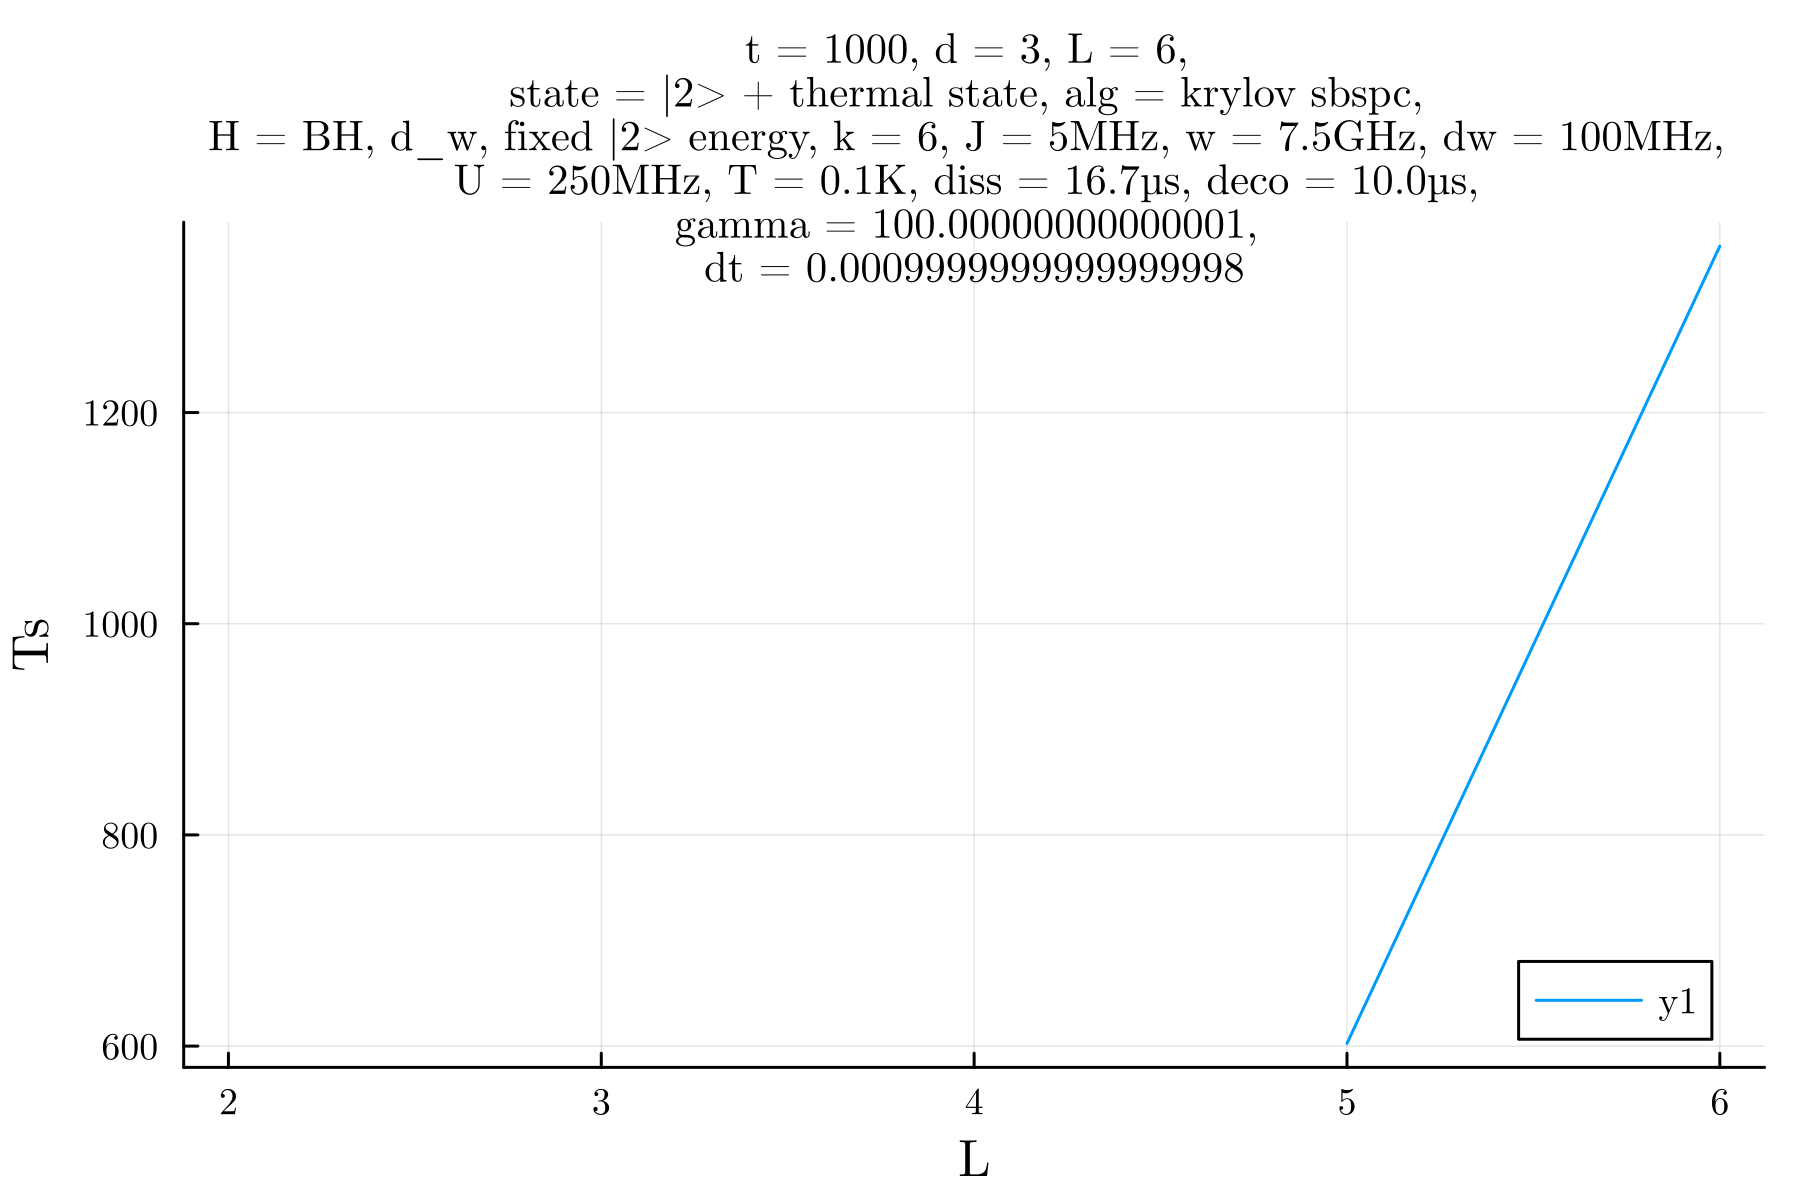 t = 1000, d = 3, L = 6,
state = |2> + thermal state, alg = krylov sbspc,
H = BH, d_w, fixed |2> energy, k = 6, J = 5MHz, w = 7.5GHz, dw = 100MHz,
U = 250MHz, T = 0.1K, diss = 16.7µs, deco = 10.0µs,
gamma = 100.00000000000001,
dt = 0.0009999999999999998
1200
1000
800
600
Ts
y1
2 3 4 5 6
L